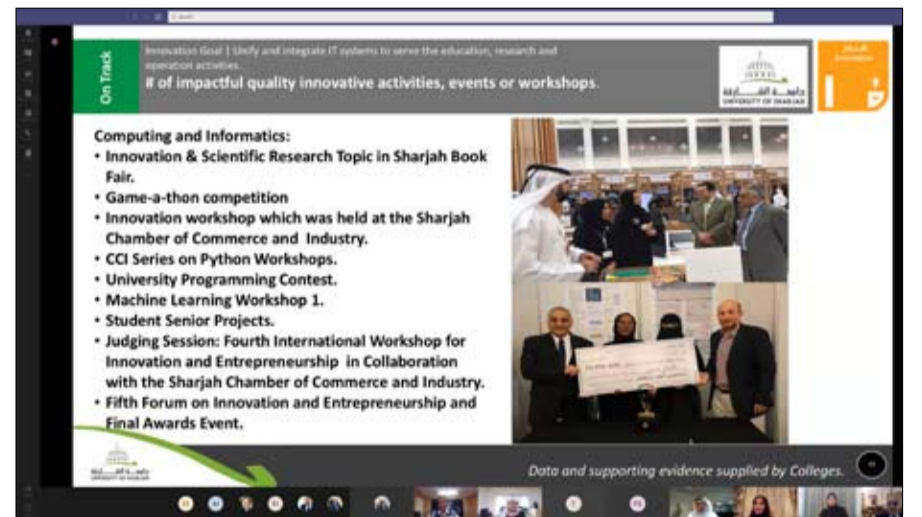 On Track
Innovation Goal | Unify and integrate IT systems to serve the education, research and
operation activities.
# of impactful quality innovative activities, events or workshops.
UNIVERSITY OF SHARJAH
Computing and Informatics:
• Innovation & Scientific Research Topic in Sharjah Book
Fair.
• Game-a-thon competition
• Innovation workshop which was held at the Sharjah
Chamber of Commerce and Industry.
• CCI Series on Python Workshops.
• University Programming Contest.
• Machine Learning Workshop 1.
• Student Senior Projects.
• Judging Session: Fourth International Workshop for
Innovation and Entrepreneurship in Collaboration
with the Sharjah Chamber of Commerce and Industry.
• Fifth Forum on Innovation and Entrepreneurship and
Final Awards Event.
Data and supporting evidence supplied by Colleges.